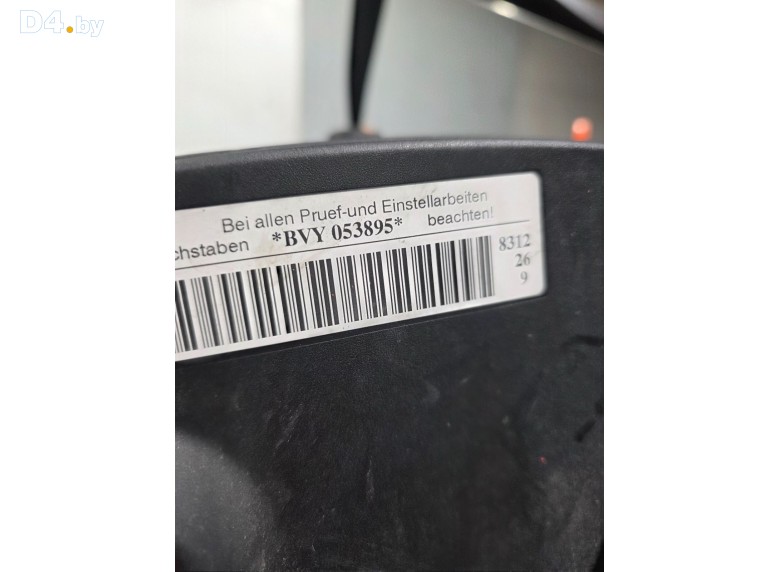 D4.by
Bei allen Pruef-und Einstellarbeiten
chstaben *BVY 053895* beachten!
8312
26
9